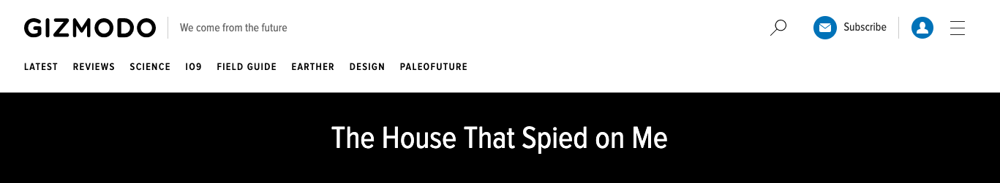 GIZMODO We come from the future Subscribe
LATEST REVIEWS SCIENCE IO9 FIELD GUIDE EARTHER DESIGN PALEOFUTURE
The House That Spied on Me